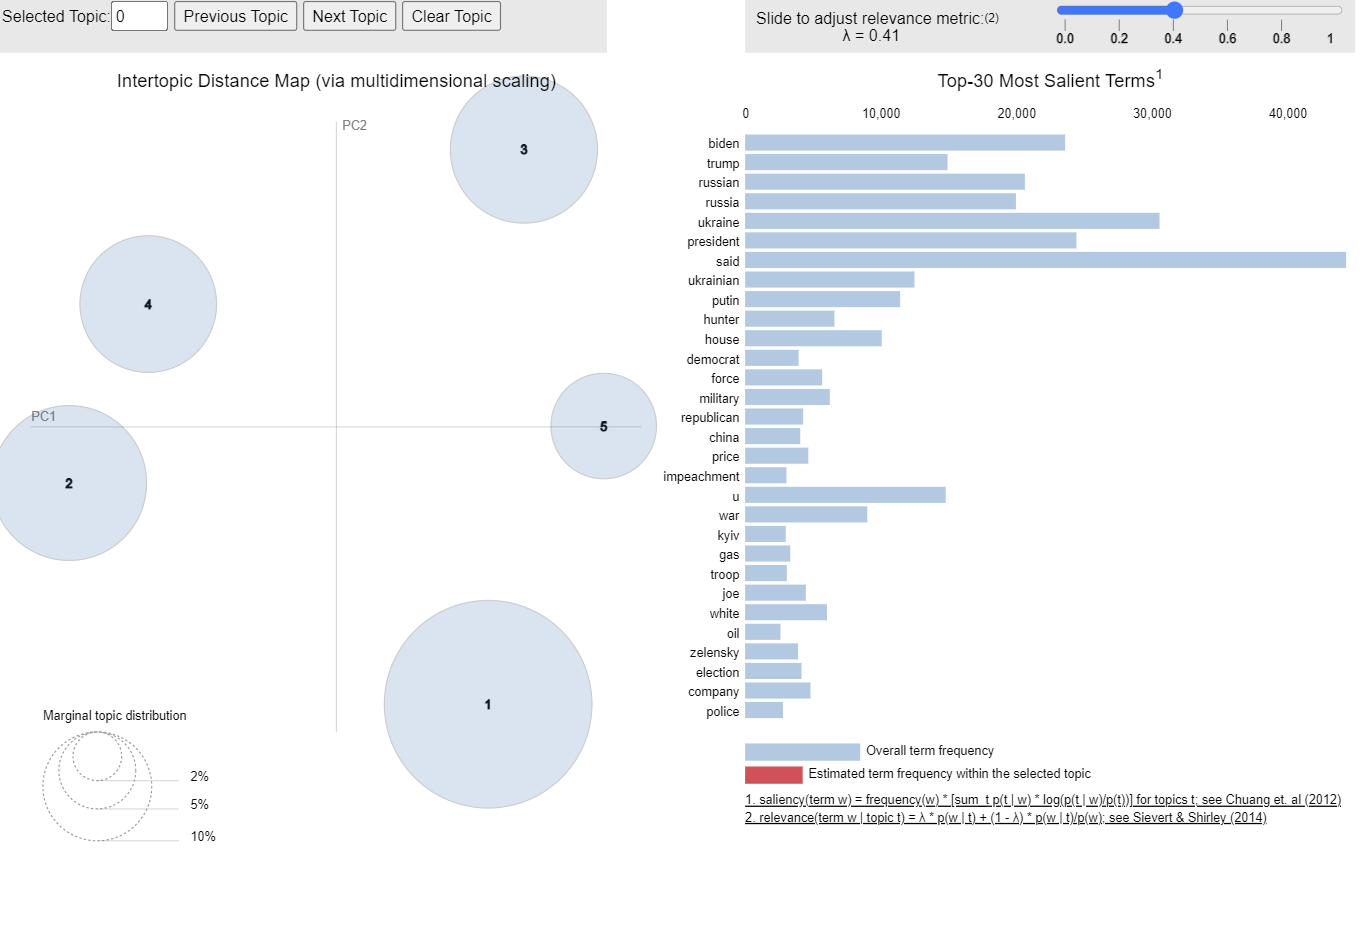 Selected Topic: 0 Previous Topic Next Topic Clear Topic
Slide to adjust relevance metric:(2)
λ = 0.41
0.0 0.2 0.4 0.6 0.8 1
Intertopic Distance Map (via multidimensional scaling)
PC2
3
4
PC1
5
2
1
Marginal topic distribution
2%
5%
10%
Top-30 Most Salient Terms1
0 10,000 20,000 30,000 40,000
biden
trump
russian
russia
ukraine
president
said
ukrainian
putin
hunter
house
democrat
force
military
republican
china
price
impeachment
u
war
kyiv
gas
troop
joe
white
oil
zelensky
election
company
police
Overall term frequency
Estimated term frequency within the selected topic
1. saliency(term w) = frequency(w) * [sum_t p(t | w) * log(p(t | w)/p(t))] for topics t; see Chuang et. al (2012)
2. relevance(term w | topic t) = λ * p(w | t) + (1 - λ) * p(w | t)/p(w); see Sievert & Shirley (2014)